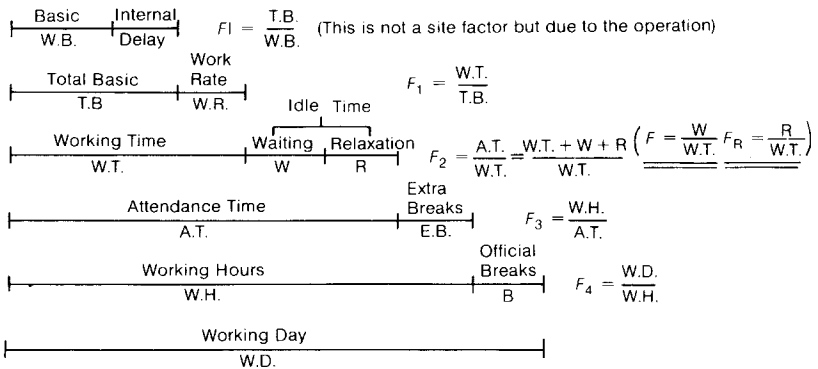 Basic Internal
W.B. Delay
FI = T.B. / W.B. (This is not a site factor but due to the operation)
Work
Total Basic Rate
T.B W.R.
F1 = W.T. / T.B.
Idle Time
Working Time Waiting Relaxation
W.T. W R
F2 = A.T. / W.T. = W.T. + W + R / W.T. ( F = W / W.T. FR = R / W.T. )
Extra
Attendance Time Breaks
A.T. E.B.
F3 = W.H. / A.T.
Official
Working Hours Breaks
W.H. B
F4 = W.D. / W.H.
Working Day
W.D.